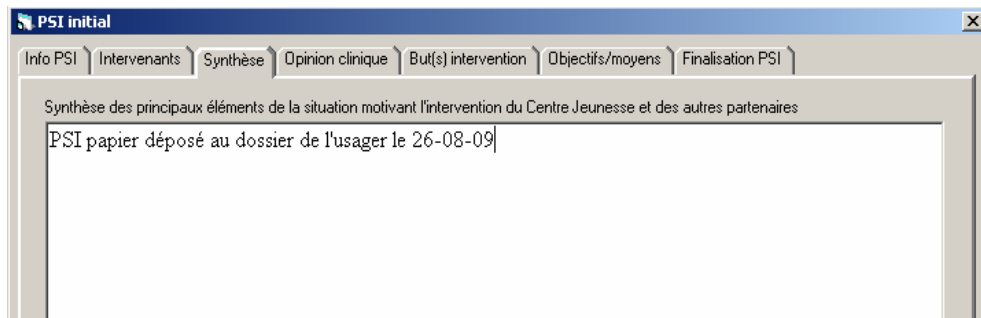 PSI initial
Info PSI Intervenants Synthèse Opinion clinique But(s) intervention Objectifs/moyens Finalisation PSI
Synthèse des principaux éléments de la situation motivant l'intervention du Centre Jeunesse et des autres partenaires
PSI papier déposé au dossier de l'usager le 26-08-09